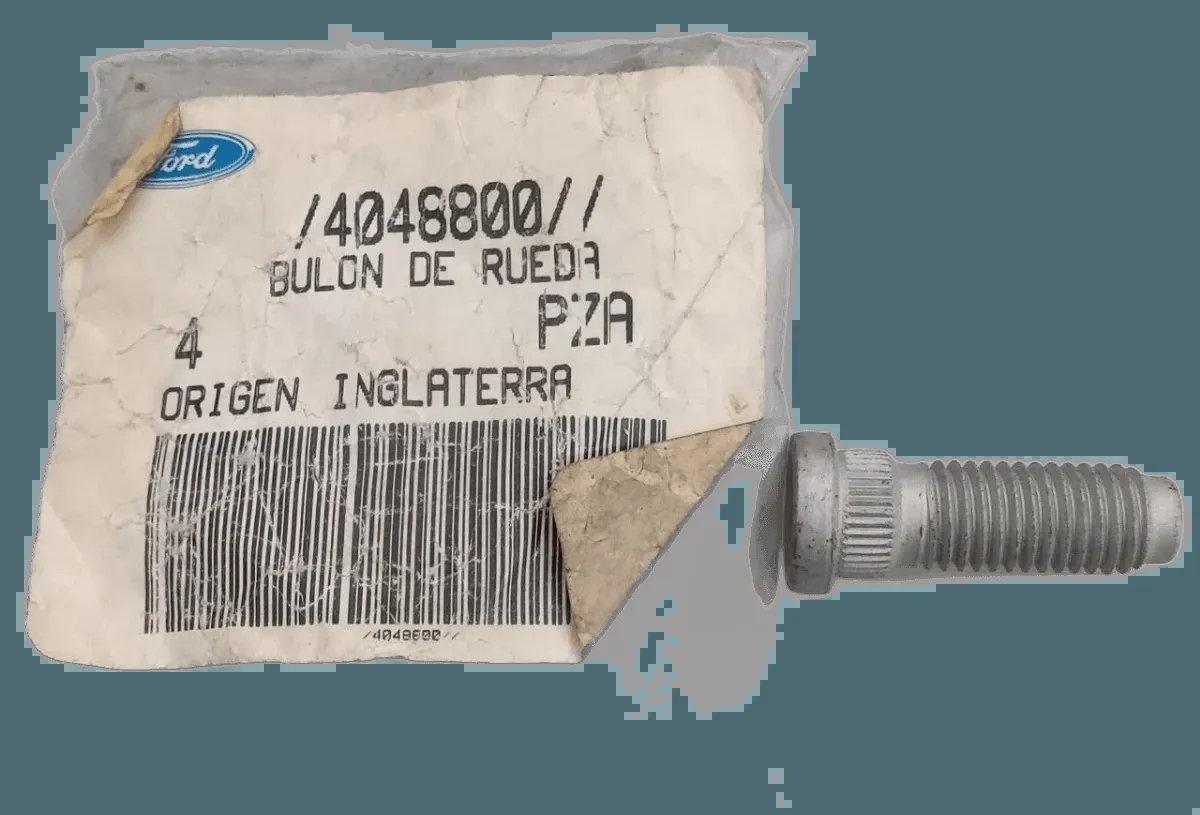 Ford
/4048800//
BULON DE RUEDA
PZA
4
ORIGEN INGLATERRA
/4048800//